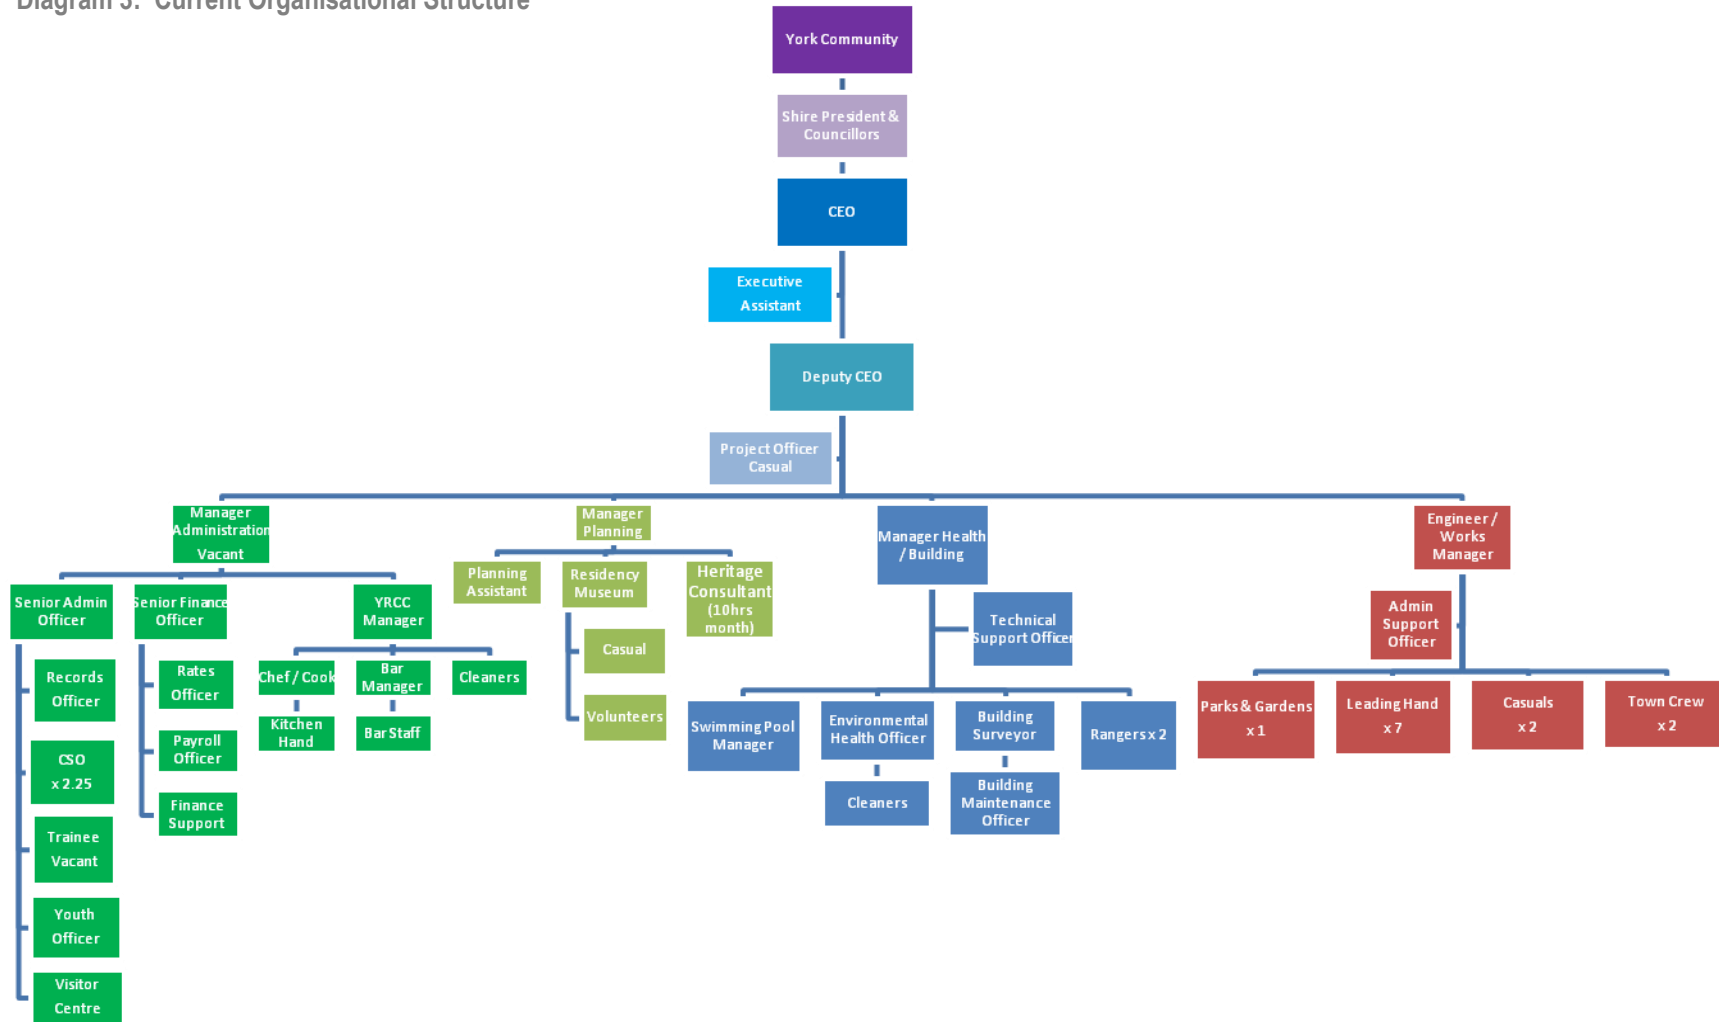 Diagram 3: Current Organisational Structure
York Community
Shire President &
Councillors
CEO
Executive
Assistant
Deputy CEO
Project Officer
Casual
Manager
Administration
Vacant
Manager
Planning
Manager Health
/ Building
Engineer /
Works
Manager
Senior Admin
Officer
Senior Finance
Officer
YRCC
Manager
Planning
Assistant
Residency
Museum
Heritage
Consultant
(10hrs
month)
Technical
Support Officer
Admin
Support
Officer
Records
Officer
Rates
Officer
Chef / Cook
Bar
Manager
Cleaners
Casual
Kitchen
Hand
Bar Staff
Volunteers
Swimming Pool
Manager
Environmental
Health Officer
Building
Surveyor
Rangers x 2
Parks & Gardens
x 1
Leading Hand
x 7
Casuals
x 2
Town Crew
x 2
CSO
x 2.25
Payroll
Officer
Cleaners
Building
Maintenance
Officer
Finance
Support
Trainee
Vacant
Youth
Officer
Visitor
Centre